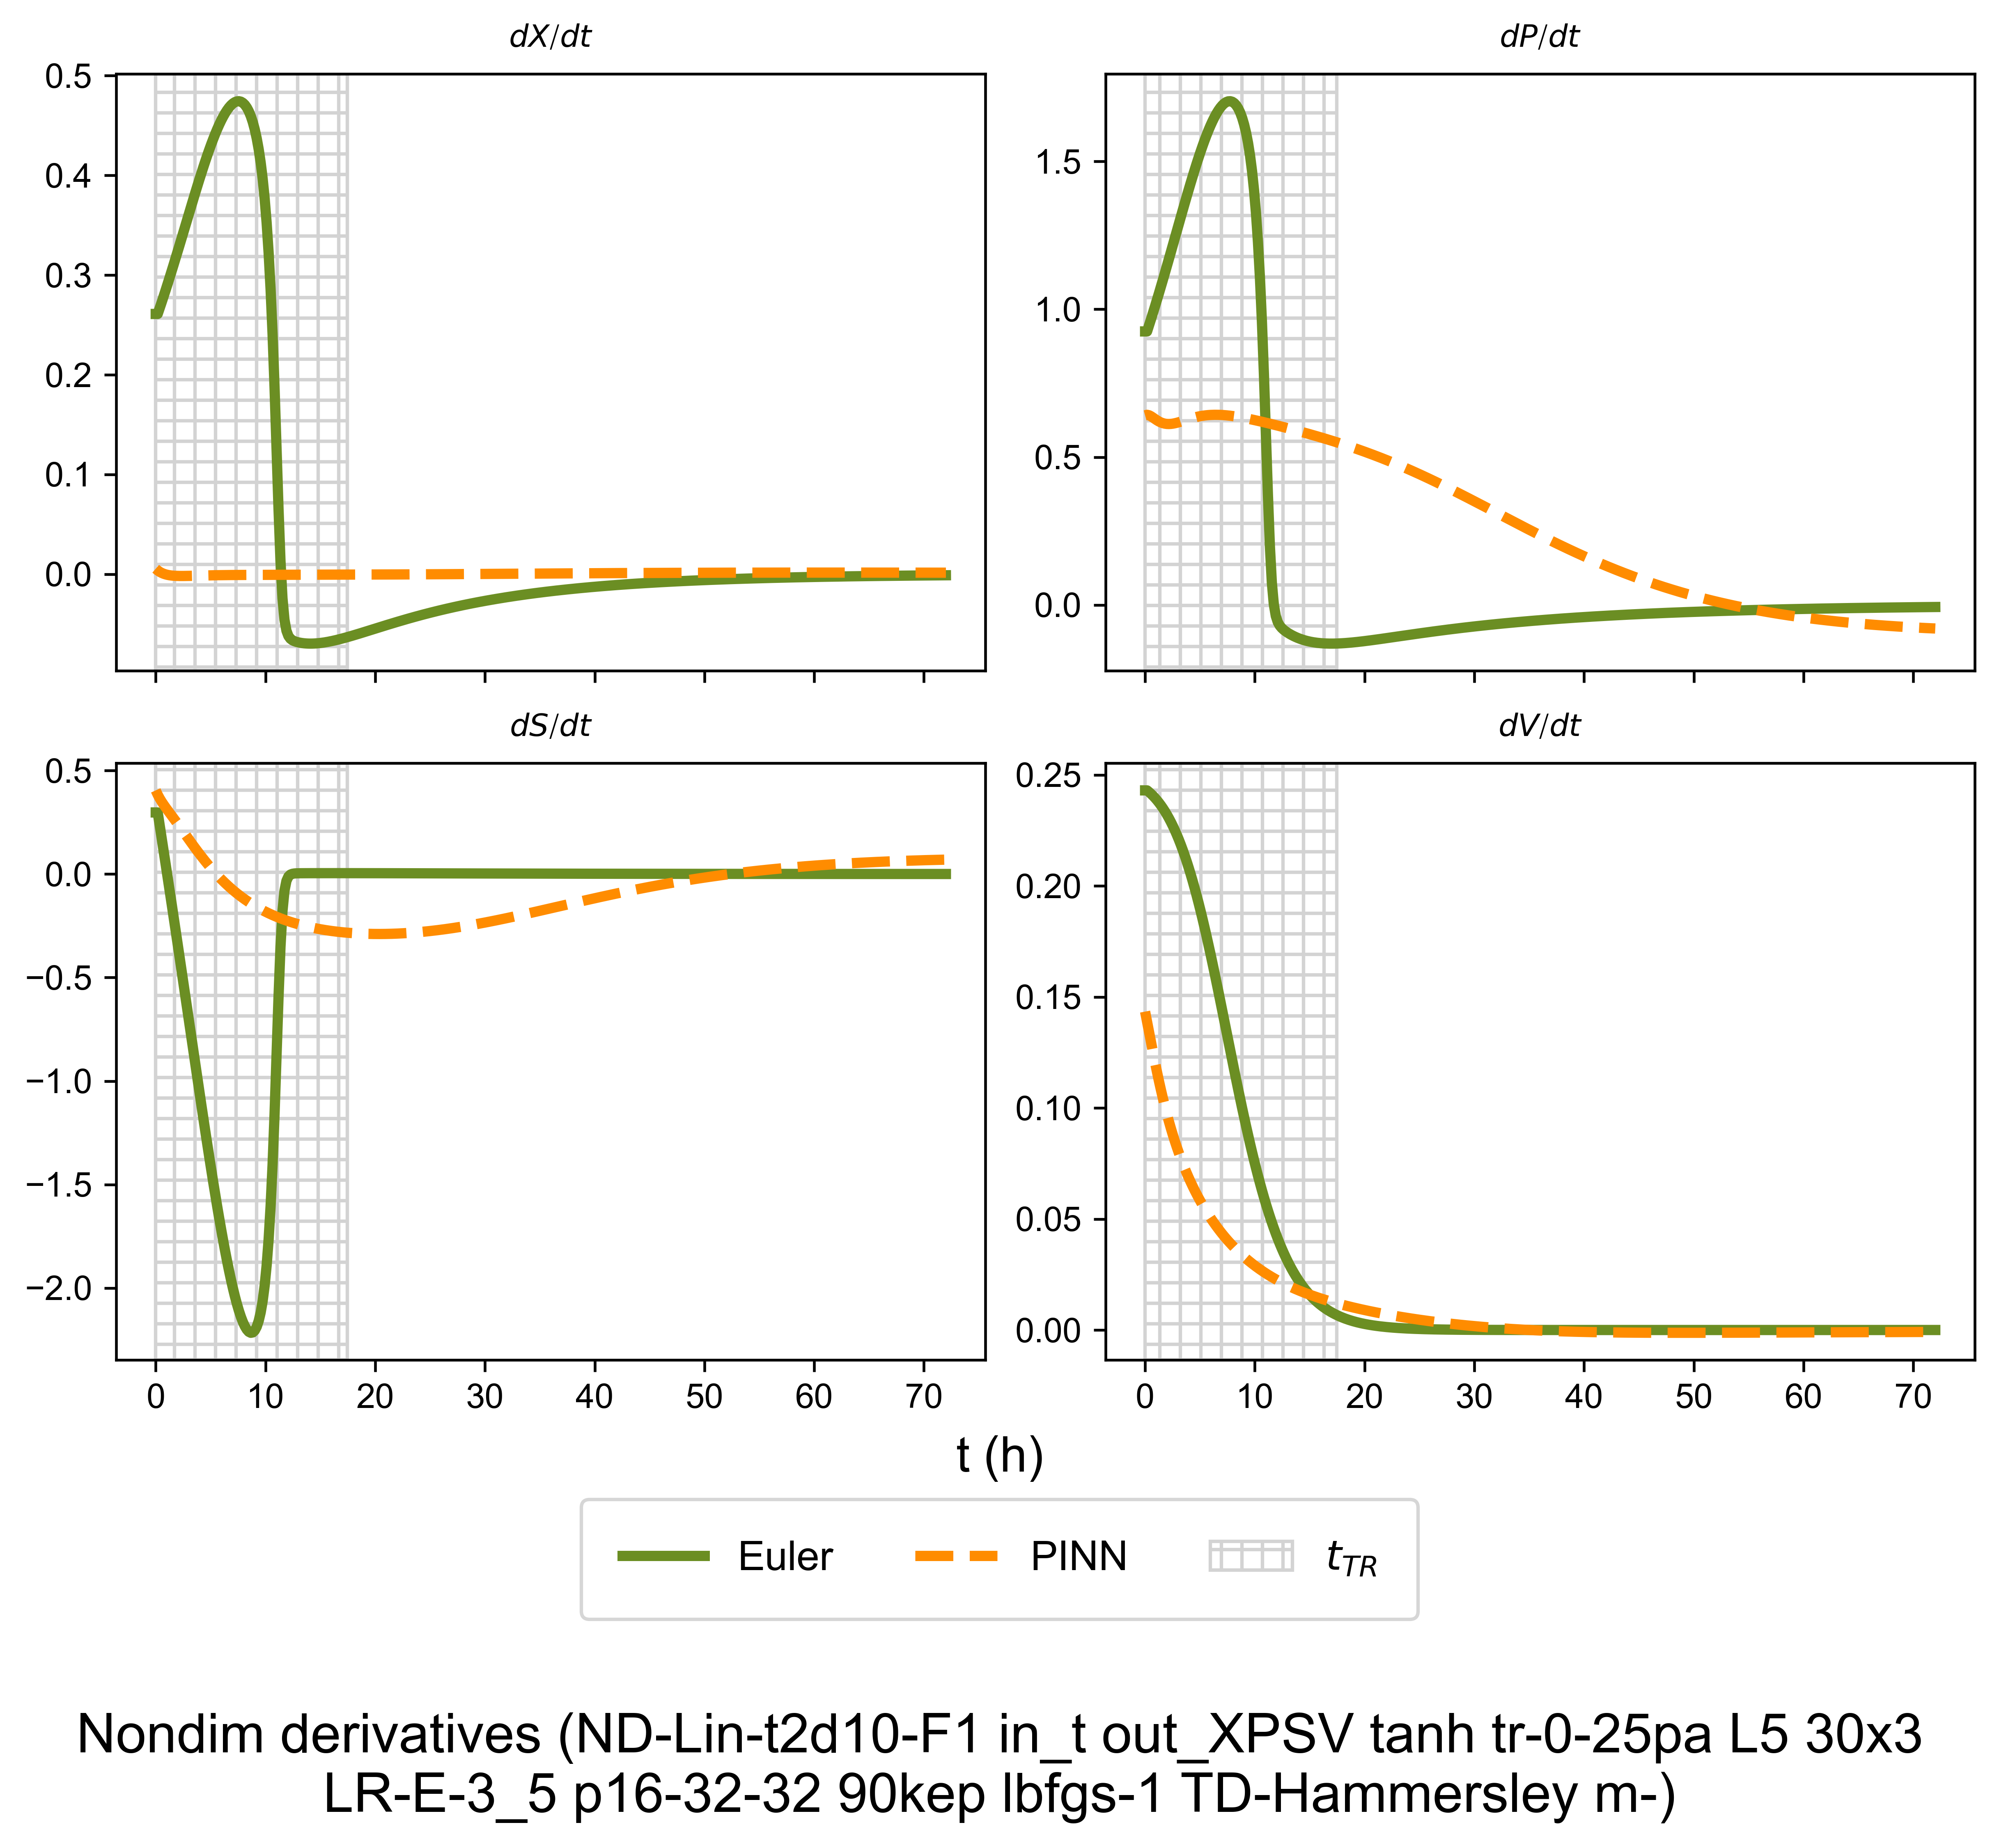 dX/dt
dP/dt
0.5
0.4
0.3
0.2
0.1
0.0
1.5
1.0
0.5
0.0
dS/dt
dV/dt
0.5
0.0
−0.5
−1.0
−1.5
−2.0
0 10 20 30 40 50 60 70
0.25
0.20
0.15
0.10
0.05
0.00
0 10 20 30 40 50 60 70
t (h)
Euler PINN t_TR
Nondim derivatives (ND-Lin-t2d10-F1 in_t out_XPSV tanh tr-0-25pa L5 30x3
LR-E-3_5 p16-32-32 90kep lbfgs-1 TD-Hammersley m-)